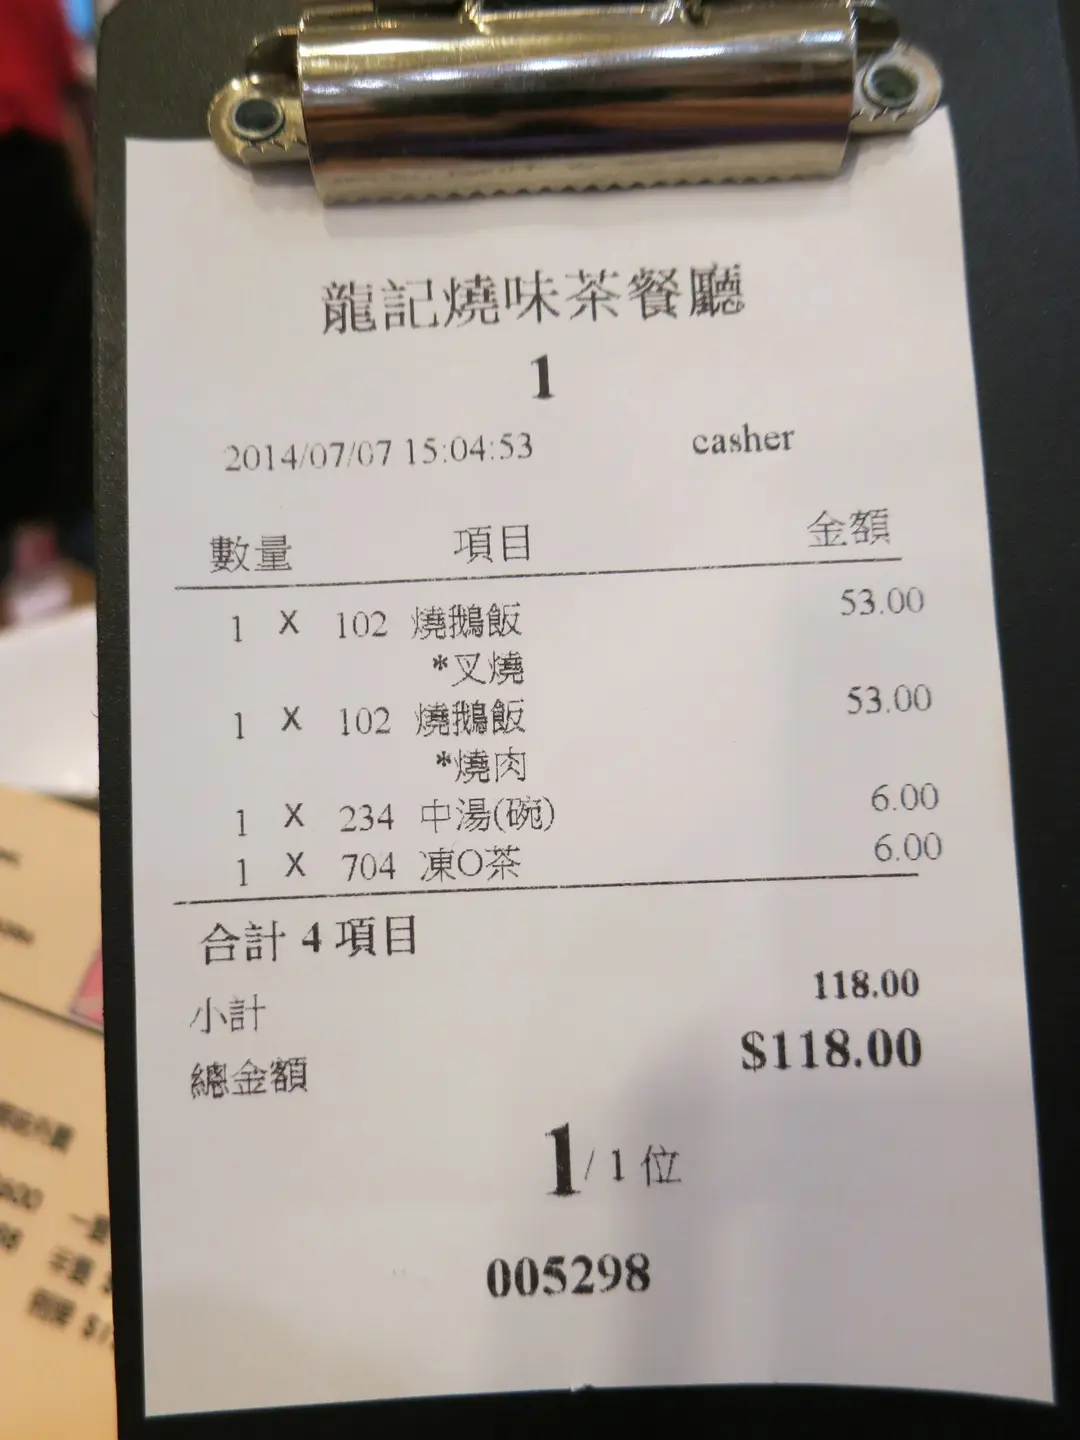 龍記燒味茶餐廳
1
2014/07/07 15:04:53 casher
數量 項目 金額
1 X 102 燒鵝飯 53.00
*叉燒
1 X 102 燒鵝飯 53.00
*燒肉
1 X 234 中湯(碗) 6.00
1 X 704 凍O茶 6.00
合計 4 項目
小計 118.00
總金額 $118.00
1/ 1 位
005298